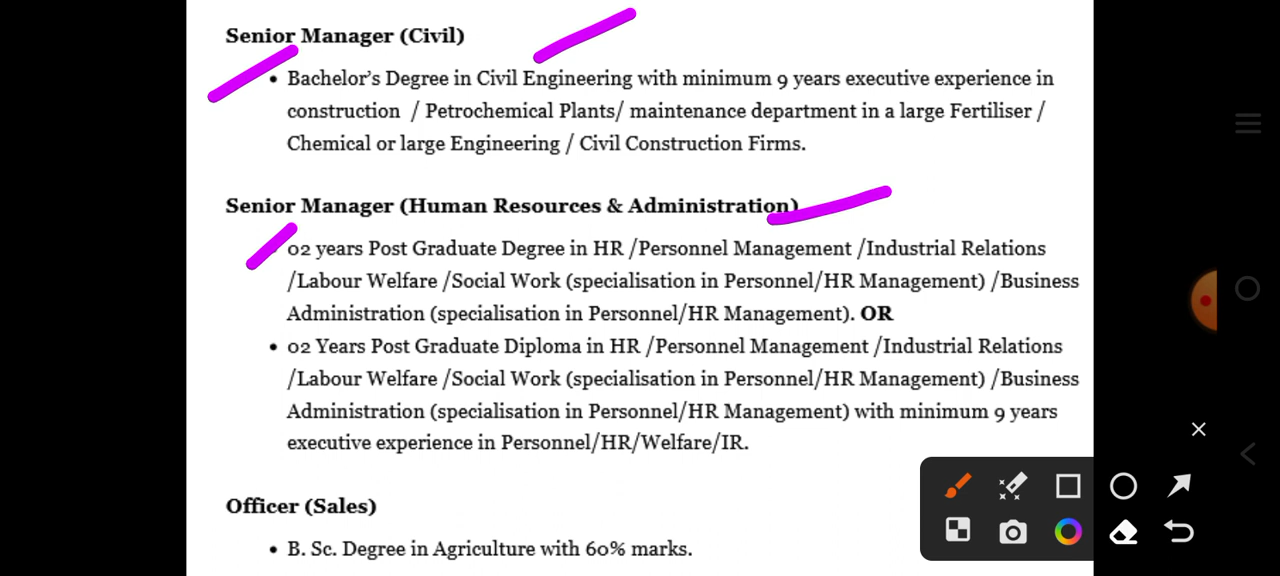 Senior Manager (Civil)
• Bachelor's Degree in Civil Engineering with minimum 9 years executive experience in
construction / Petrochemical Plants/ maintenance department in a large Fertiliser /
Chemical or large Engineering / Civil Construction Firms.
Senior Manager (Human Resources & Administration)
02 years Post Graduate Degree in HR /Personnel Management /Industrial Relations
/Labour Welfare /Social Work (specialisation in Personnel/HR Management) /Business
Administration (specialisation in Personnel/HR Management). OR
• 02 Years Post Graduate Diploma in HR /Personnel Management /Industrial Relations
/Labour Welfare /Social Work (specialisation in Personnel/HR Management) /Business
Administration (specialisation in Personnel/HR Management) with minimum 9 years
executive experience in Personnel/HR/Welfare/IR.
Officer (Sales)
• B. Sc. Degree in Agriculture with 60% marks.